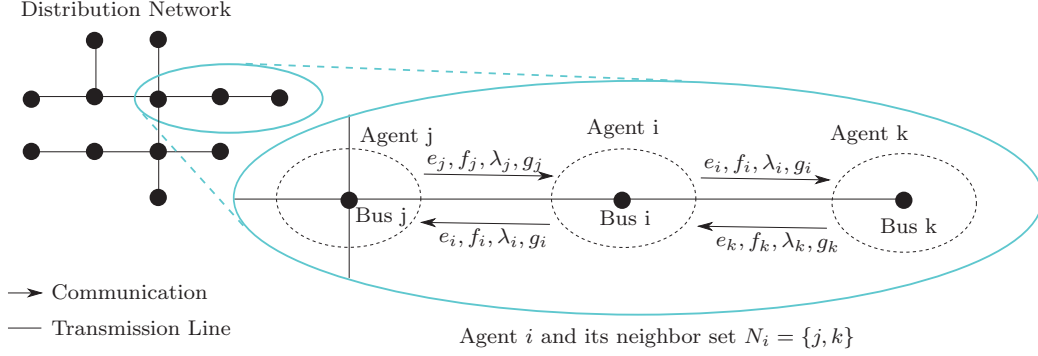 Distribution Network
Agent j
Agent i
Agent k
e_j, f_j, λ_j, g_j
e_i, f_i, λ_i, g_i
Bus j
Bus i
Bus k
e_i, f_i, λ_i, g_i
e_k, f_k, λ_k, g_k
Communication
Transmission Line
Agent i and its neighbor set N_i = {j, k}